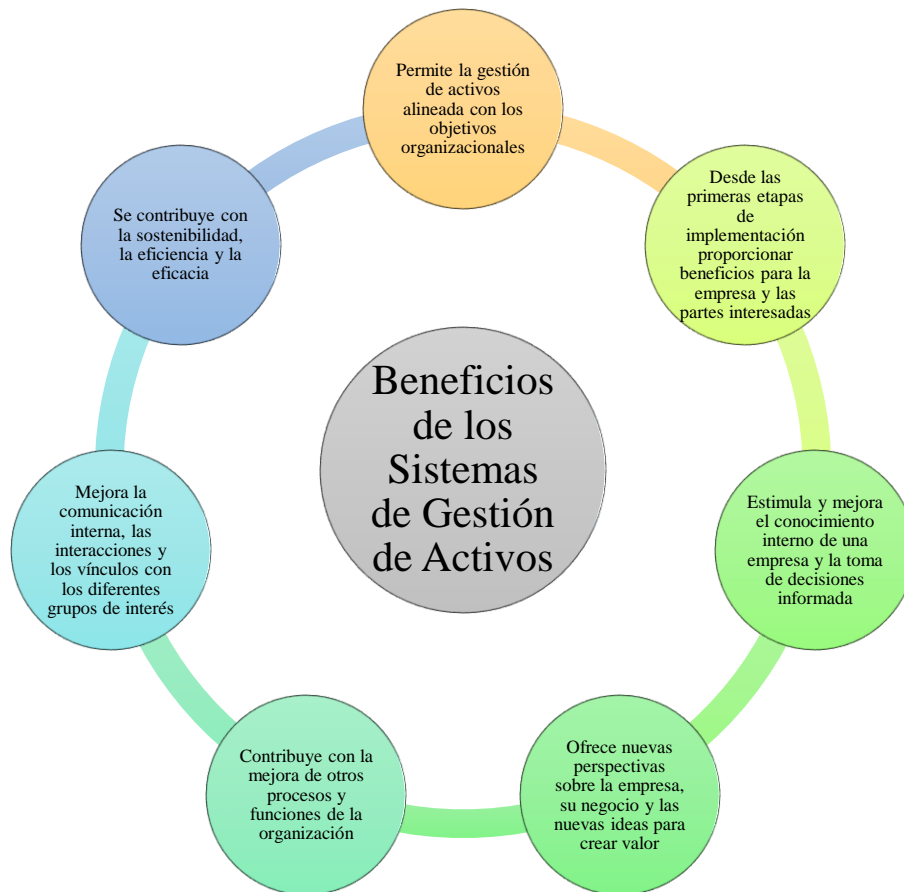 Permite la gestión
de activos
alineada con los
objetivos
organizacionales
Desde las
primeras etapas
de
implementación
proporcionar
beneficios para la
empresa y las
partes interesadas
Estimula y mejora
el conocimiento
interno de una
empresa y la toma
de decisiones
informada
Ofrece nuevas
perspectivas
sobre la empresa,
su negocio y las
nuevas ideas para
crear valor
Contribuye con la
mejora de otros
procesos y
funciones de la
organización
Mejora la
comunicación
interna, las
interacciones y
los vínculos con
los diferentes
grupos de interés
Se contribuye con
la sostenibilidad,
la eficiencia y la
eficacia
Beneficios
de los
Sistemas
de Gestión
de Activos